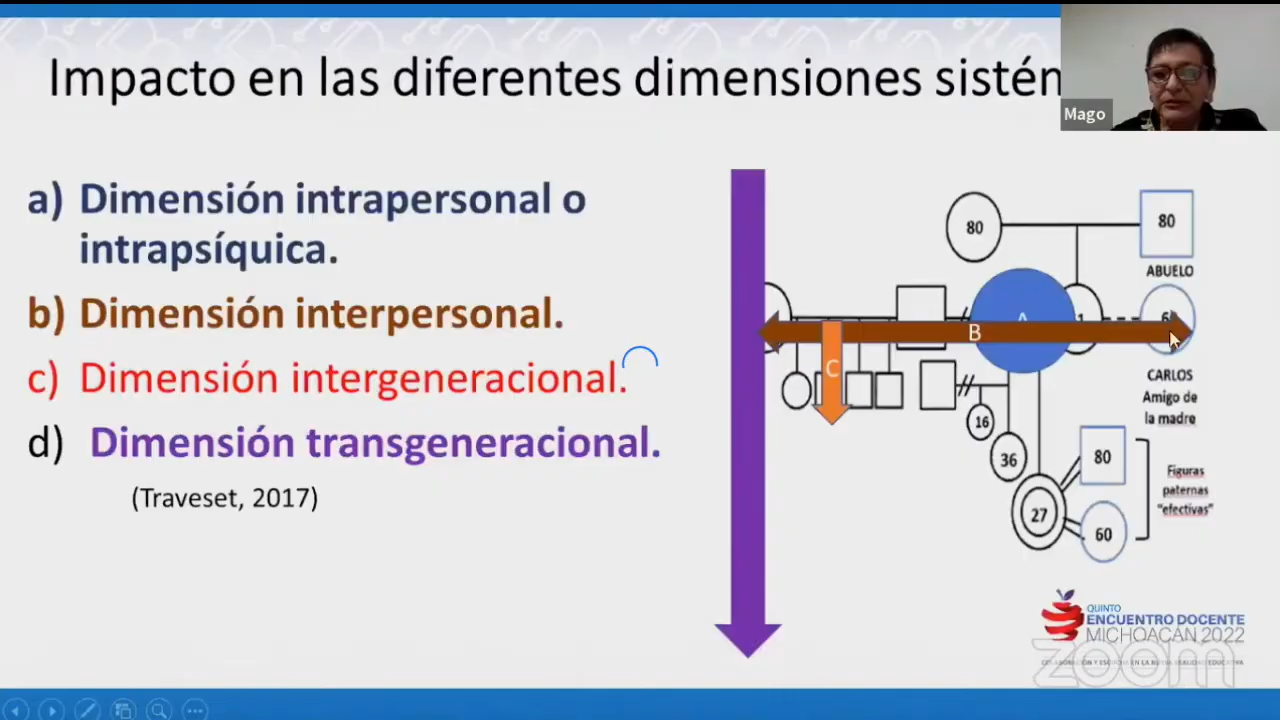 Impacto en las diferentes dimensiones sistém
Mago
a) Dimensión intrapersonal o
intrapsíquica.
b) Dimensión interpersonal.
c) Dimensión intergeneracional.
d) Dimensión transgeneracional.
(Traveset, 2017)
80
80
ABUELO
A
1
6
B
C
CARLOS
Amigo de
la madre
16
36
80
27
60
Figuras
paternas
"efectivas"
QUINTO
ENCUENTRO DOCENTE
MICHOACÁN 2022
zoom